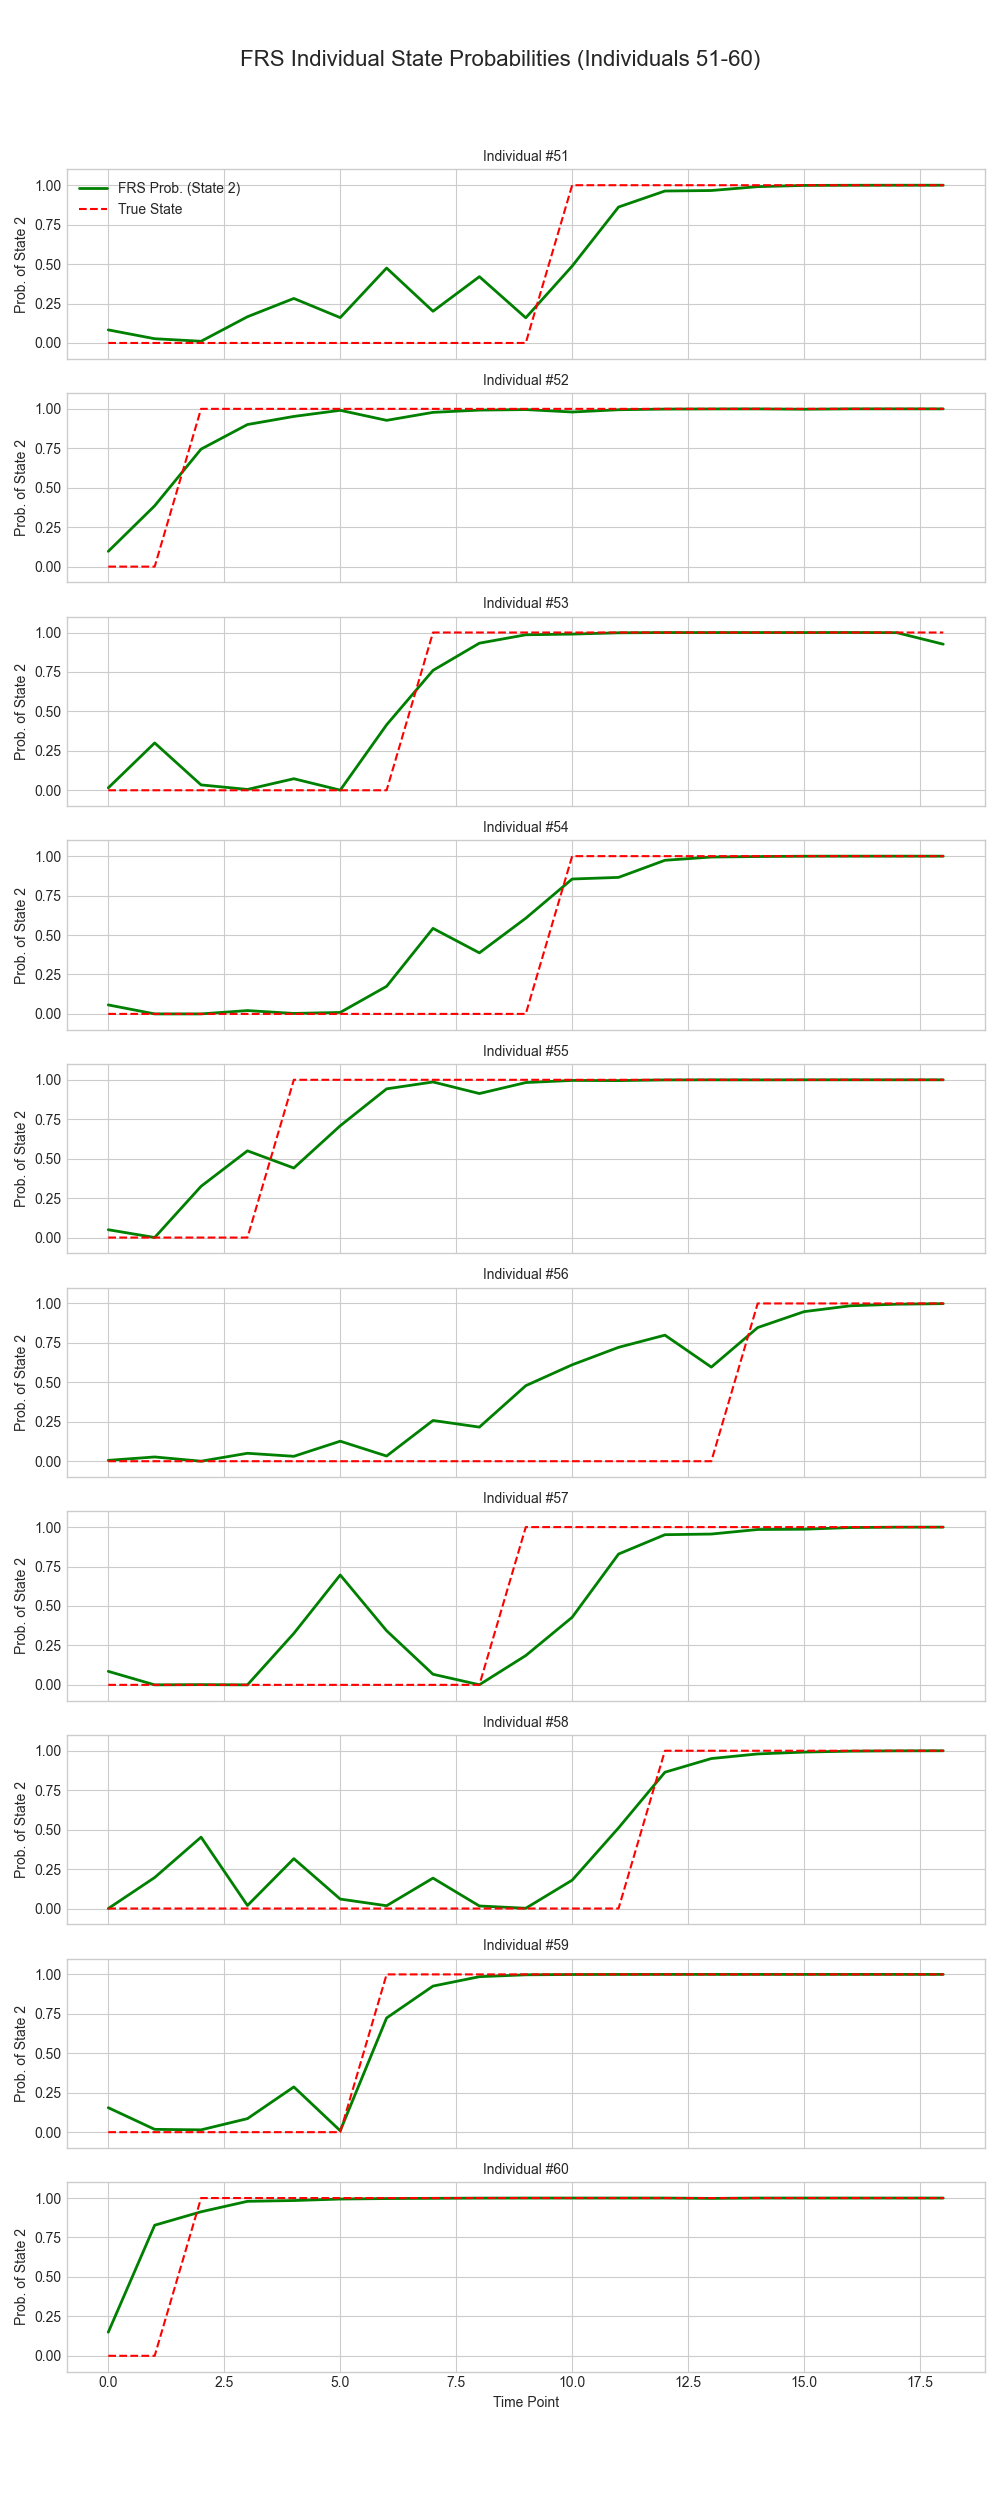 FRS Individual State Probabilities (Individuals 51-60)
Individual #51
1.00
0.75
0.50
0.25
0.00
Prob. of State 2
FRS Prob. (State 2)
True State
Individual #52
1.00
0.75
0.50
0.25
0.00
Prob. of State 2
Individual #53
1.00
0.75
0.50
0.25
0.00
Prob. of State 2
Individual #54
1.00
0.75
0.50
0.25
0.00
Prob. of State 2
Individual #55
1.00
0.75
0.50
0.25
0.00
Prob. of State 2
Individual #56
1.00
0.75
0.50
0.25
0.00
Prob. of State 2
Individual #57
1.00
0.75
0.50
0.25
0.00
Prob. of State 2
Individual #58
1.00
0.75
0.50
0.25
0.00
Prob. of State 2
Individual #59
1.00
0.75
0.50
0.25
0.00
Prob. of State 2
Individual #60
1.00
0.75
0.50
0.25
0.00
Prob. of State 2
0.0 2.5 5.0 7.5 10.0 12.5 15.0 17.5
Time Point